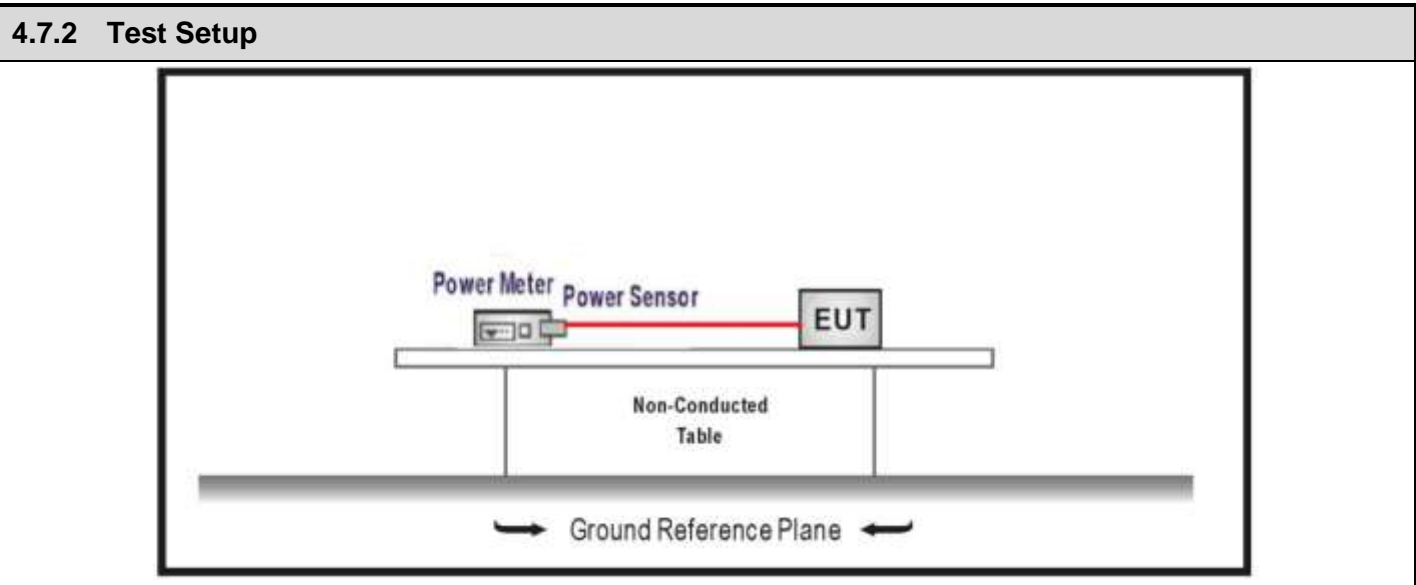 4.7.2 Test Setup
Power Meter
Power Sensor
EUT
Non-Conducted
Table
Ground Reference Plane